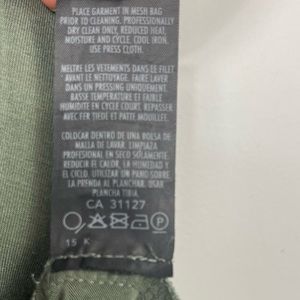 PLACE GARMENT IN MESH BAG
PRIOR TO CLEANING. PROFESSIONALLY
DRY CLEAN ONLY, REDUCED HEAT,
MOISTURE AND CYCLE. COOL IRON.
USE PRESS CLOTH.
MELTRE LES VETEMENTS DANS LE FILET
AVANT LE NETTOYAGE. FAIRE LAVER
DANS UN PRESSING UNIQUEMENT.
BASSE TEMPERATURE ET FAIBLE
HUMIDITE EN CYCLE COURT. REPASSER
AVEC FER TIEDE ET PATTE MOUILLEE.
COLOCAR DENTRO DE UNA BOLSA DE
MALLA DE LAVAR. LIMPIAZA
PROFESIONAL EN SECO SOLAMENTE.
REDUCIR EL CALOR, LA HUMEDAD Y
EL CICLO. UTILIZAR UN PANO SOBRE
LA PRENDA AL PLANCHAR. USAR
PLANCHA TIBIA.
CA 31127
P
15 K